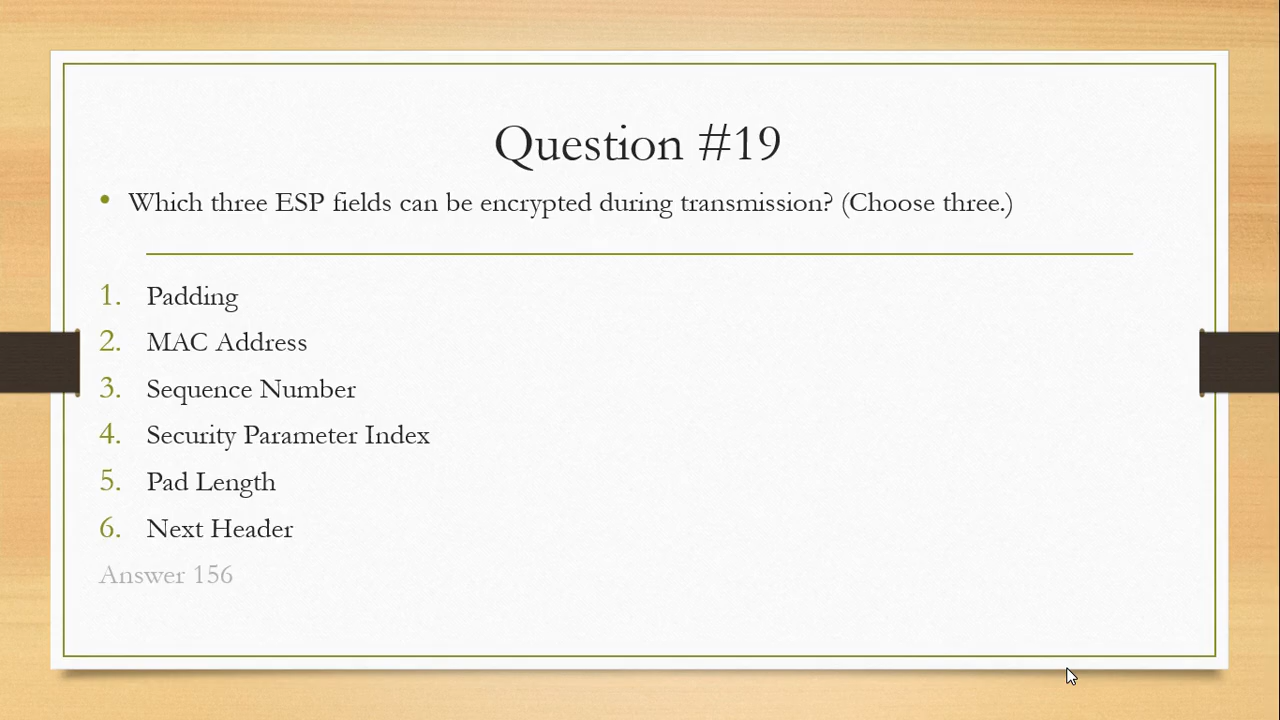 Question #19
• Which three ESP fields can be encrypted during transmission? (Choose three.)
1. Padding
2. MAC Address
3. Sequence Number
4. Security Parameter Index
5. Pad Length
6. Next Header
Answer 156